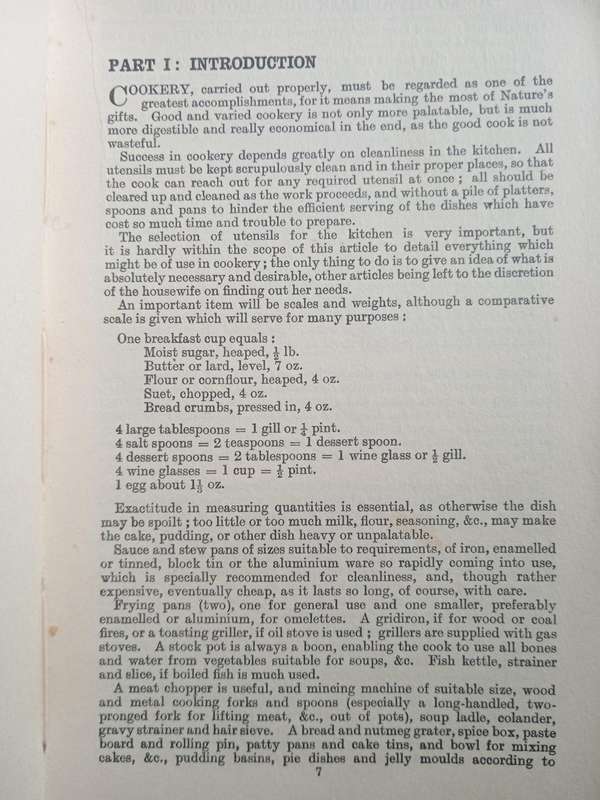 PART I: INTRODUCTION
COOKERY, carried out properly, must be regarded as one of the
greatest accomplishments, for it means making the most of Nature's
gifts. Good and varied cookery is not only more palatable, but is much
more digestible and really economical in the end, as the good cook is not
wasteful.
Success in cookery depends greatly on cleanliness in the kitchen. All
utensils must be kept scrupulously clean and in their proper places, so that
the cook can reach out for any required utensil at once; all should be
cleared up and cleaned as the work proceeds, and without a pile of platters,
spoons and pans to hinder the efficient serving of the dishes which have
cost so much time and trouble to prepare.
The selection of utensils for the kitchen is very important, but
it is hardly within the scope of this article to detail everything which
might be of use in cookery; the only thing to do is to give an idea of what is
absolutely necessary and desirable, other articles being left to the discretion
of the housewife on finding out her needs.
An important item will be scales and weights, although a comparative
scale is given which will serve for many purposes:
One breakfast cup equals:
Moist sugar, heaped, ½ lb.
Butter or lard, level, 7 oz.
Flour or cornflour, heaped, 4 oz.
Suet, chopped, 4 oz.
Bread crumbs, pressed in, 4 oz.
4 large tablespoons = 1 gill or ¼ pint.
4 salt spoons = 2 teaspoons = 1 dessert spoon.
4 dessert spoons = 2 tablespoons = 1 wine glass or ½ gill.
4 wine glasses = 1 cup = ½ pint.
1 egg about 1⅓ oz.
Exactitude in measuring quantities is essential, as otherwise the dish
may be spoilt; too little or too much milk, flour, seasoning, &c., may make
the cake, pudding, or other dish heavy or unpalatable.
Sauce and stew pans of sizes suitable to requirements, of iron, enamelled
or tinned, block tin or the aluminium ware so rapidly coming into use,
which is specially recommended for cleanliness, and, though rather
expensive, eventually cheap, as it lasts so long, of course, with care.
Frying pans (two), one for general use and one smaller, preferably
enamelled or aluminium, for omelettes. A gridiron, if for wood or coal
fires, or a toasting griller, if oil stove is used; grillers are supplied with gas
stoves. A stock pot is always a boon, enabling the cook to use all bones
and water from vegetables suitable for soups, &c. Fish kettle, strainer
and slice, if boiled fish is much used.
A meat chopper is useful, and mincing machine of suitable size, wood
and metal cooking forks and spoons (especially a long-handled, two-
pronged fork for lifting meat, &c., out of pots), soup ladle, colander,
gravy strainer and hair sieve. A bread and nutmeg grater, spice box, paste
board and rolling pin, patty pans and cake tins, and bowl for mixing
cakes, &c., pudding basins, pie dishes and jelly moulds according to
7